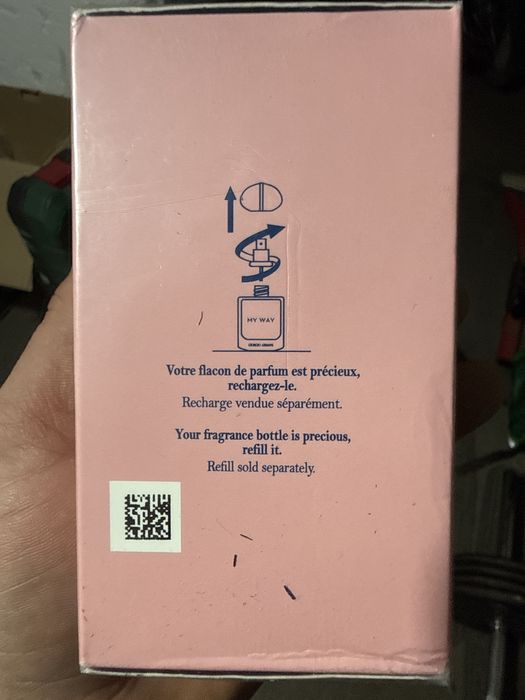 MY WAY
GIORGIO ARMANI
Votre flacon de parfum est précieux,
rechargez-le.
Recharge vendue séparément.
Your fragrance bottle is precious,
refill it.
Refill sold separately.